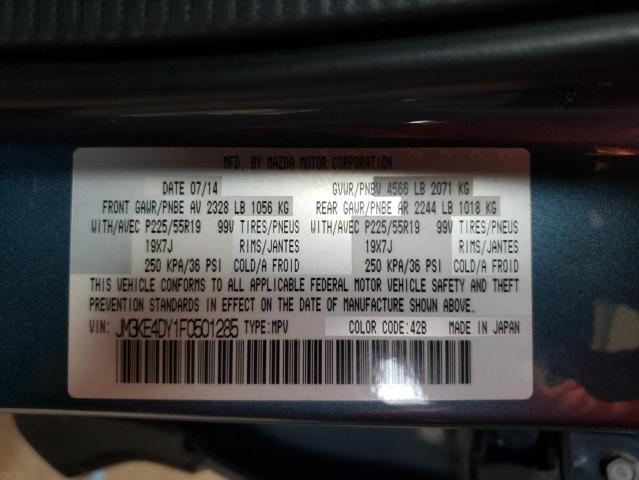 MFD. BY MAZDA MOTOR CORPORATION
DATE 07/14 GVWR/PNBV 4566 LB 2071 KG
FRONT GAWR/PNBE AV 2328 LB 1056 KG REAR GAWR/PNBE AR 2244 LB 1018 KG
WITH/AVEC P225/55R19 99V TIRES/PNEUS WITH/AVEC P225/55R19 99V TIRES/PNEUS
19X7J RIMS/JANTES 19X7J RIMS/JANTES
250 KPA/36 PSI COLD/A FROID 250 KPA/36 PSI COLD/A FROID
THIS VEHICLE CONFORMS TO ALL APPLICABLE FEDERAL MOTOR VEHICLE SAFETY AND THEFT
PREVENTION STANDARDS IN EFFECT ON THE DATE OF MANUFACTURE SHOWN ABOVE.
VIN: JM3KE4DY1F0501285 TYPE:MPV COLOR CODE:42B MADE IN JAPAN